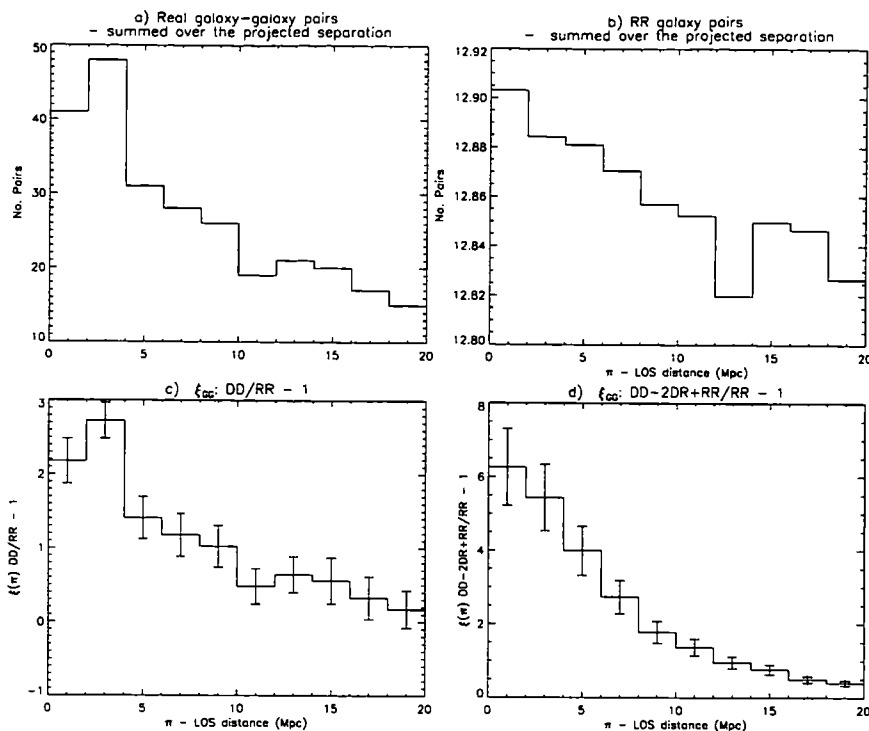 a) Real galaxy-galaxy pairs
- summed over the projected separation
50
40
30
20
10
No. Pairs
0 5 10 15 20
π - LOS distance (Mpc)
b) RR galaxy pairs
- summed over the projected separation
12.92
12.90
12.88
12.86
12.84
12.82
12.80
No. Pairs
0 5 10 15 20
π - LOS distance (Mpc)
c) ξGG: DD/RR - 1
3
2
1
0
-1
ξ(π) DD/RR - 1
0 5 10 15 20
π - LOS distance (Mpc)
d) ξGG: DD-2DR+RR/RR - 1
8
6
4
2
0
ξ(π) DD-2DR+RR/RR - 1
0 5 10 15 20
π - LOS distance (Mpc)